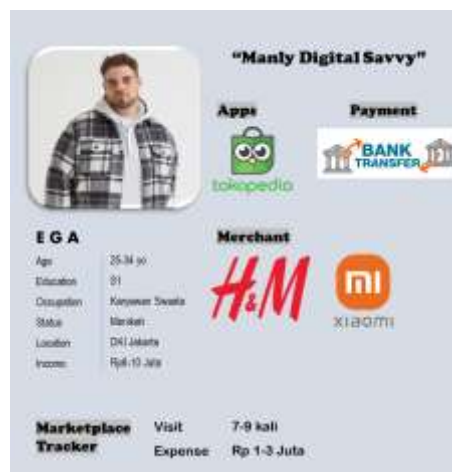 “Manly Digital Savvy”
Apps
Payment
tokopedia
BANK
TRANSFER
EGA
Merchant
Age 25-34 yo
Education S1
Occupation Karyawan Swasta
Status Menikah
Location DKI Jakarta
Income Rp8-10 Juta
H&M
mi
xiaomi
Marketplace
Tracker
Visit 7-9 kali
Expense Rp 1-3 Juta